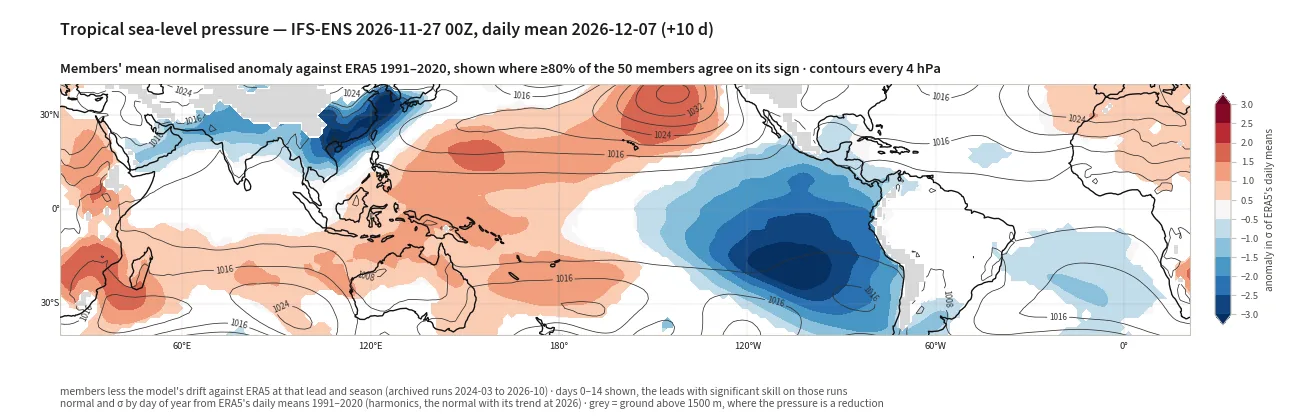 Tropical sea-level pressure — IFS-ENS 2026-11-27 00Z, daily mean 2026-12-07 (+10 d)
Members' mean normalised anomaly against ERA5 1991–2020, shown where ≥80% of the 50 members agree on its sign · contours every 4 hPa
1024 1024 1016 1032 1016 1024
30°N
1016 1016 1024 1016 1016
0°
1016 1008 1016 1016 1016 1008
30°S
1016 1024 1016 1016
60°E 120°E 180° 120°W 60°W 0°
3.0
2.5
2.0
1.5
1.0
0.5
−0.5
−1.0
−1.5
−2.0
−2.5
−3.0
anomaly in σ of ERA5's daily means
members less the model's drift against ERA5 at that lead and season (archived runs 2024-03 to 2026-10) · days 0–14 shown, the leads with significant skill on those runs
normal and σ by day of year from ERA5's daily means 1991–2020 (harmonics, the normal with its trend at 2026) · grey = ground above 1500 m, where the pressure is a reduction